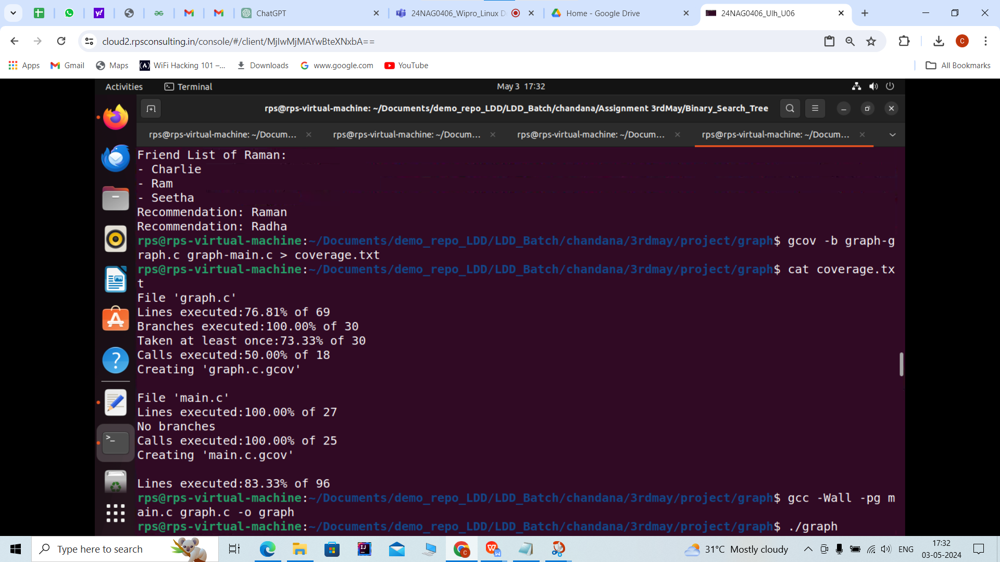 ChatGPT
24NAG0406_Wipro_Linux D
Home - Google Drive
24NAG0406_Ulh_U06
cloud2.rpsconsulting.in/console/#/client/MjIwMjMAYwBteXNxbA==
C
Apps
Gmail
Maps
WiFi Hacking 101 –...
Downloads
www.google.com
YouTube
All Bookmarks
Activities
Terminal
May 3 17:32
rps@rps-virtual-machine: ~/Documents/demo_repo_LDD/LDD_Batch/chandana/Assignment 3rdMay/Binary_Search_Tree
rps@rps-virtual-machine: ~/Docum...
rps@rps-virtual-machine: ~/Docum...
rps@rps-virtual-machine: ~/Docum...
rps@rps-virtual-machine: ~/Docum...
Friend List of Raman:
- Charlie
- Ram
- Seetha
Recommendation: Raman
Recommendation: Radha
rps@rps-virtual-machine:~/Documents/demo_repo_LDD/LDD_Batch/chandana/3rdmay/project/graph$ gcov -b graph-g
raph.c graph-main.c > coverage.txt
rps@rps-virtual-machine:~/Documents/demo_repo_LDD/LDD_Batch/chandana/3rdmay/project/graph$ cat coverage.tx
t
File 'graph.c'
Lines executed:76.81% of 69
Branches executed:100.00% of 30
Taken at least once:73.33% of 30
Calls executed:50.00% of 18
Creating 'graph.c.gcov'
File 'main.c'
Lines executed:100.00% of 27
No branches
Calls executed:100.00% of 25
Creating 'main.c.gcov'
Lines executed:83.33% of 96
rps@rps-virtual-machine:~/Documents/demo_repo_LDD/LDD_Batch/chandana/3rdmay/project/graph$ gcc -Wall -pg m
ain.c graph.c -o graph
rps@rps-virtual-machine:~/Documents/demo_repo_LDD/LDD_Batch/chandana/3rdmay/project/graph$ ./graph
Type here to search
31°C Mostly cloudy
ENG
17:32
03-05-2024